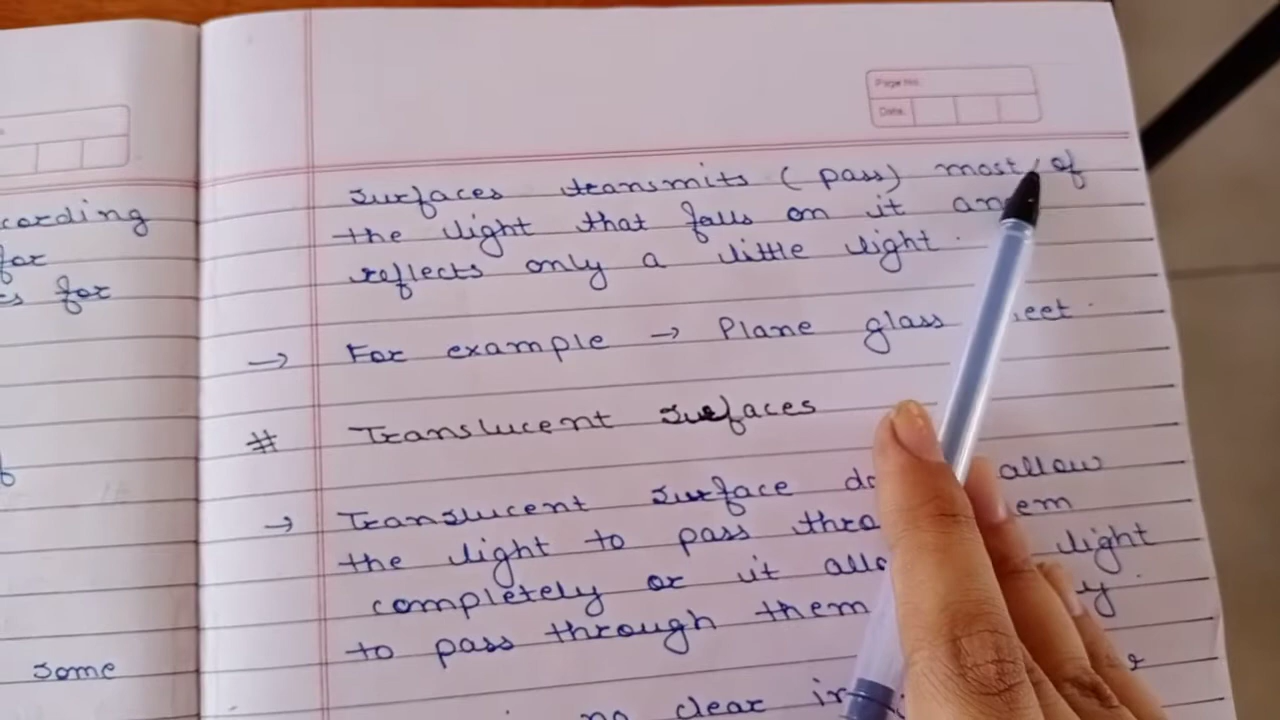 Page No.
Date:
cording
for
s for
some
surfaces transmits ( pass) most of
the light that falls on it
reflects only a little light.
→ For example → Plane glass
# Translucent surfaces
→ Translucent surface allow
the light to pass
completely or it light
to pass through them
no clear